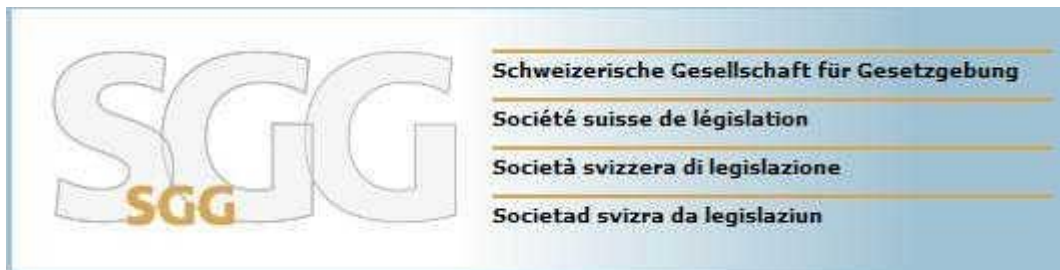 SGG
SGG
Schweizerische Gesellschaft für Gesetzgebung
Société suisse de législation
Società svizzera di legislazione
Societad svizra da legislaziun